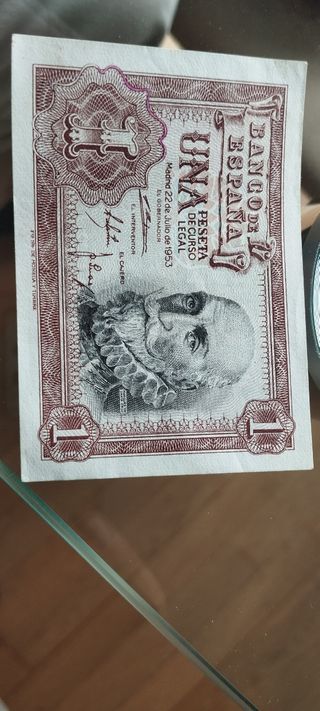 BANCO DE
ESPAÑA
UNA
PESETA
DE CURSO
LEGAL
Madrid 22 de Julio de 1953
EL GOBERNADOR
EL INTERVENTOR
EL CAJERO
1
1